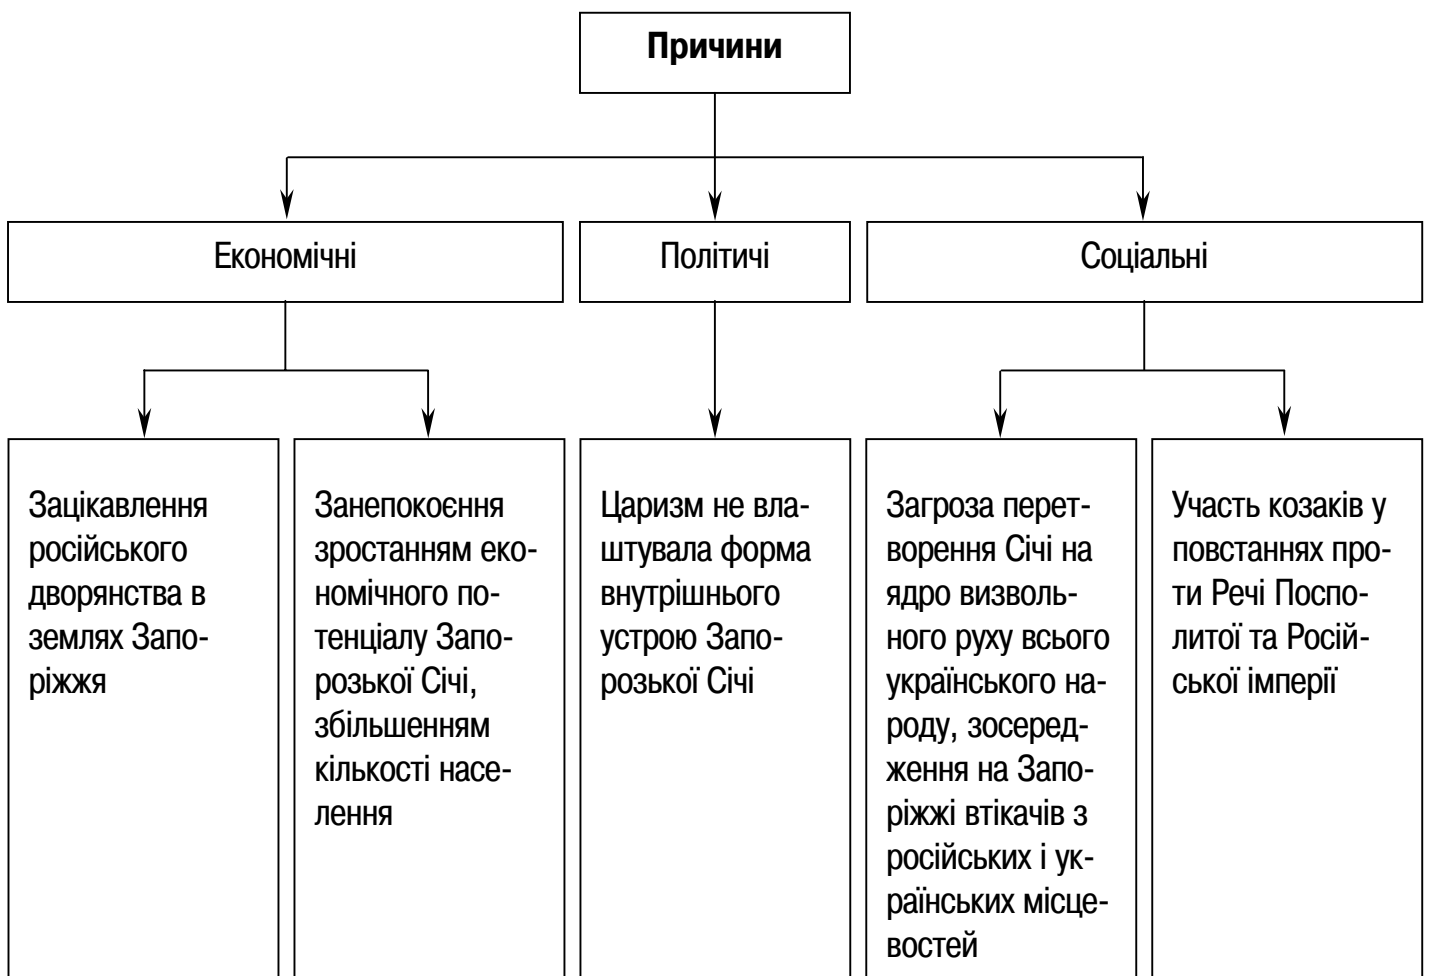 Причини
Економічні
Політичі
Соціальні
Зацікавлення
російського
дворянства в
землях Запо-
ріжжя
Занепокоєння
зростанням еко-
номічного по-
тенціалу Запо-
розької Січі,
збільшенням
кількості насе-
лення
Царизм не вла-
штувала форма
внутрішнього
устрою Запо-
розької Січі
Загроза перет-
ворення Січі на
ядро визволь-
ного руху всього
українського на-
роду, зосеред-
ження на Запо-
ріжжі втікачів з
російських і ук-
раїнських місце-
востей
Участь козаків у
повстаннях про-
ти Речі Поспо-
литої та Росій-
ської імперії